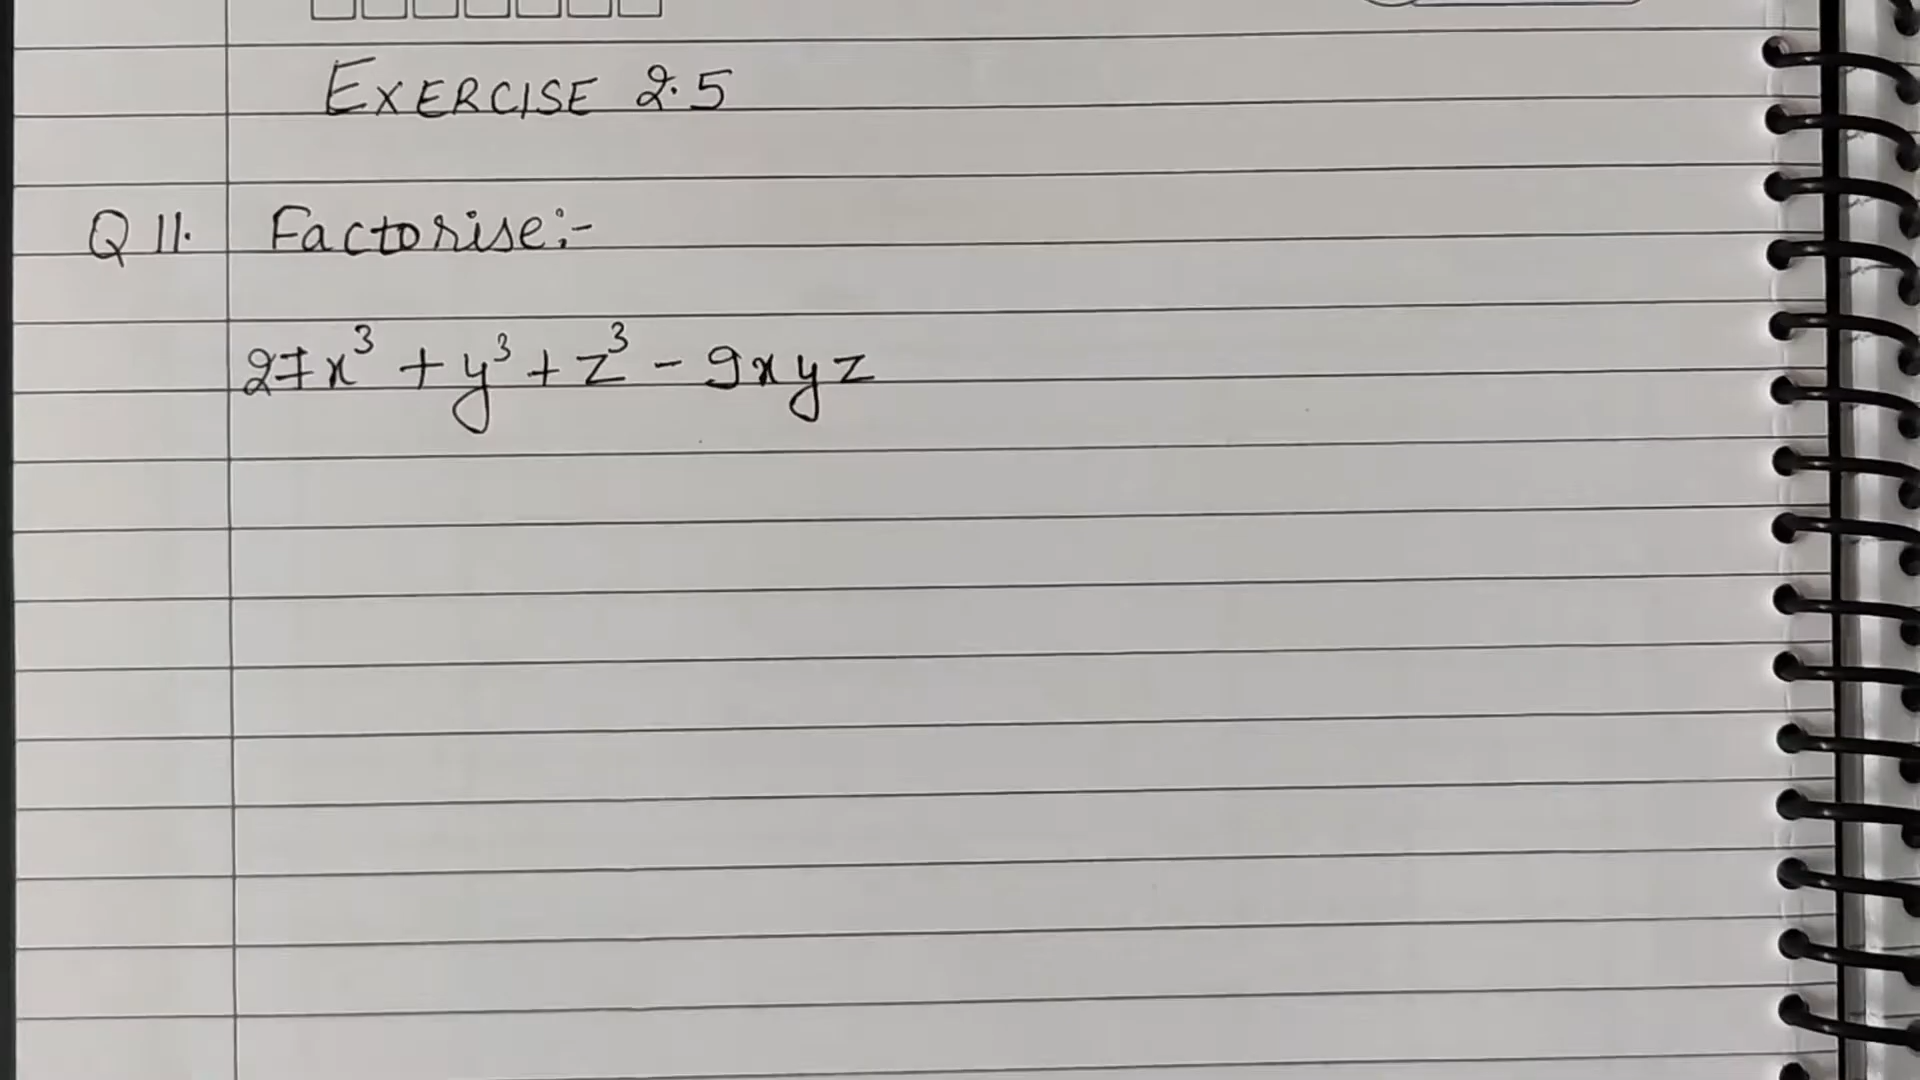 EXERCISE 2.5
Q 11. Factorise:-
27x³ + y³ + z³ - 9xyz